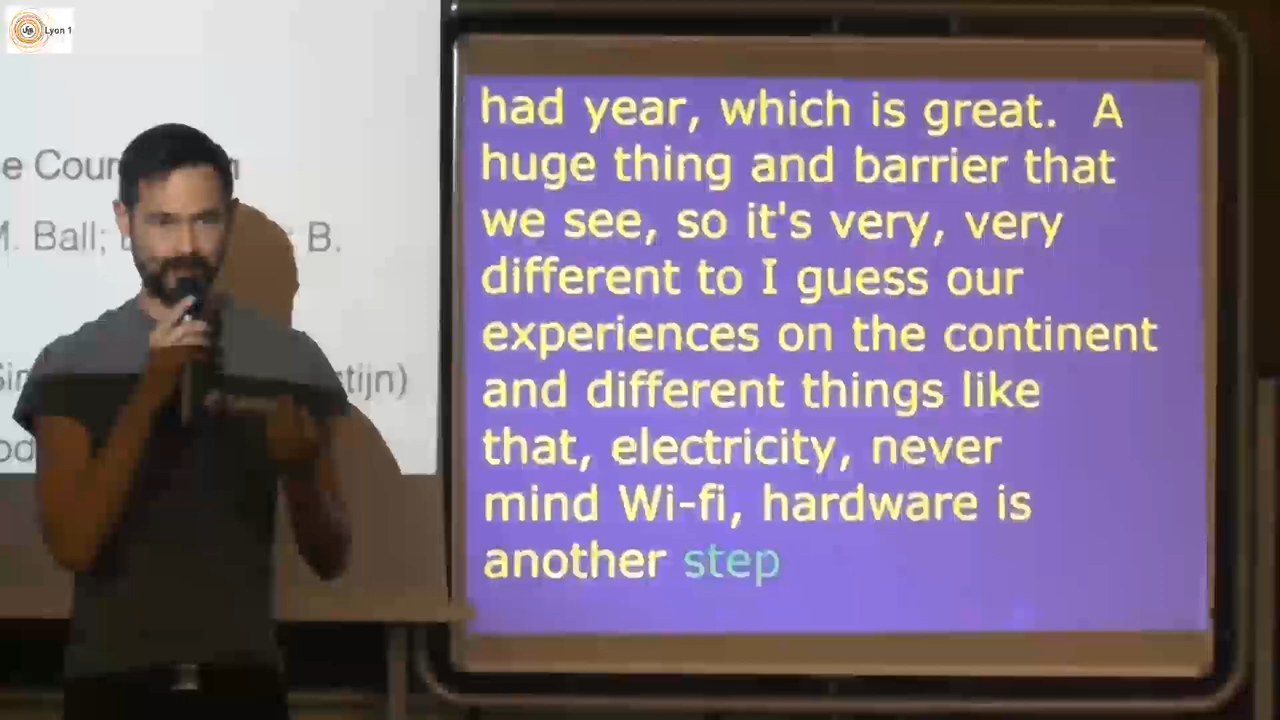 Lyon 1
e Coun
M. Ball; B.
stijn)
had year, which is great. A
huge thing and barrier that
we see, so it's very, very
different to I guess our
experiences on the continent
and different things like
that, electricity, never
mind Wi-fi, hardware is
another step